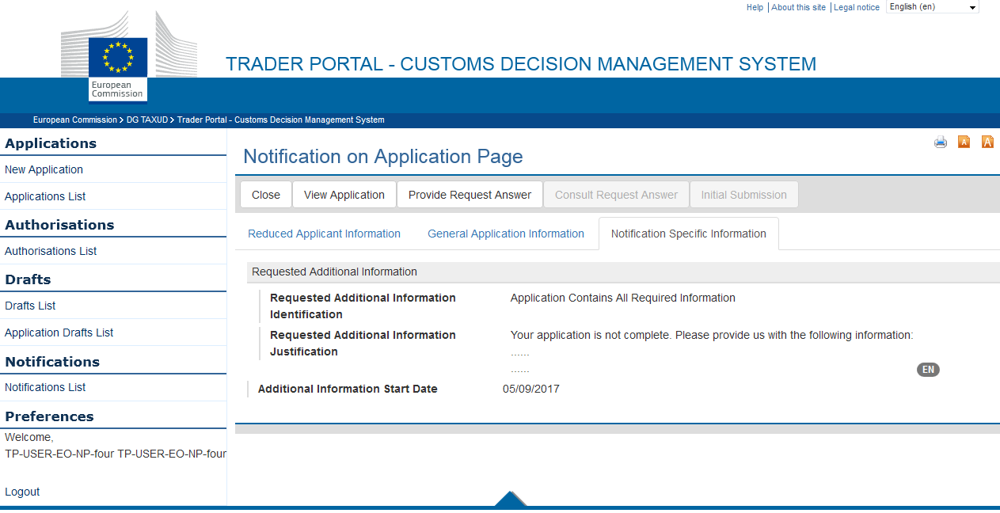 Help | About this site | Legal notice English (en)
European
Commission
TRADER PORTAL - CUSTOMS DECISION MANAGEMENT SYSTEM
European Commission > DG TAXUD > Trader Portal - Customs Decision Management System
Applications
New Application
Applications List
Authorisations
Authorisations List
Drafts
Drafts List
Application Drafts List
Notifications
Notifications List
Preferences
Welcome,
TP-USER-EO-NP-four TP-USER-EO-NP-four
Logout
A A
Notification on Application Page
Close View Application Provide Request Answer Consult Request Answer Initial Submission
Reduced Applicant Information General Application Information Notification Specific Information
Requested Additional Information
Requested Additional Information Application Contains All Required Information
Identification
Requested Additional Information Your application is not complete. Please provide us with the following information:
Justification ......
......
EN
Additional Information Start Date 05/09/2017